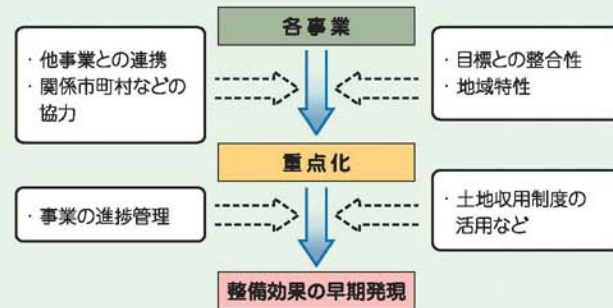 各事業
・他事業との連携
・関係市町村などの
協力
・目標との整合性
・地域特性
重点化
・事業の進捗管理
・土地収用制度の
活用など
整備効果の早期発現